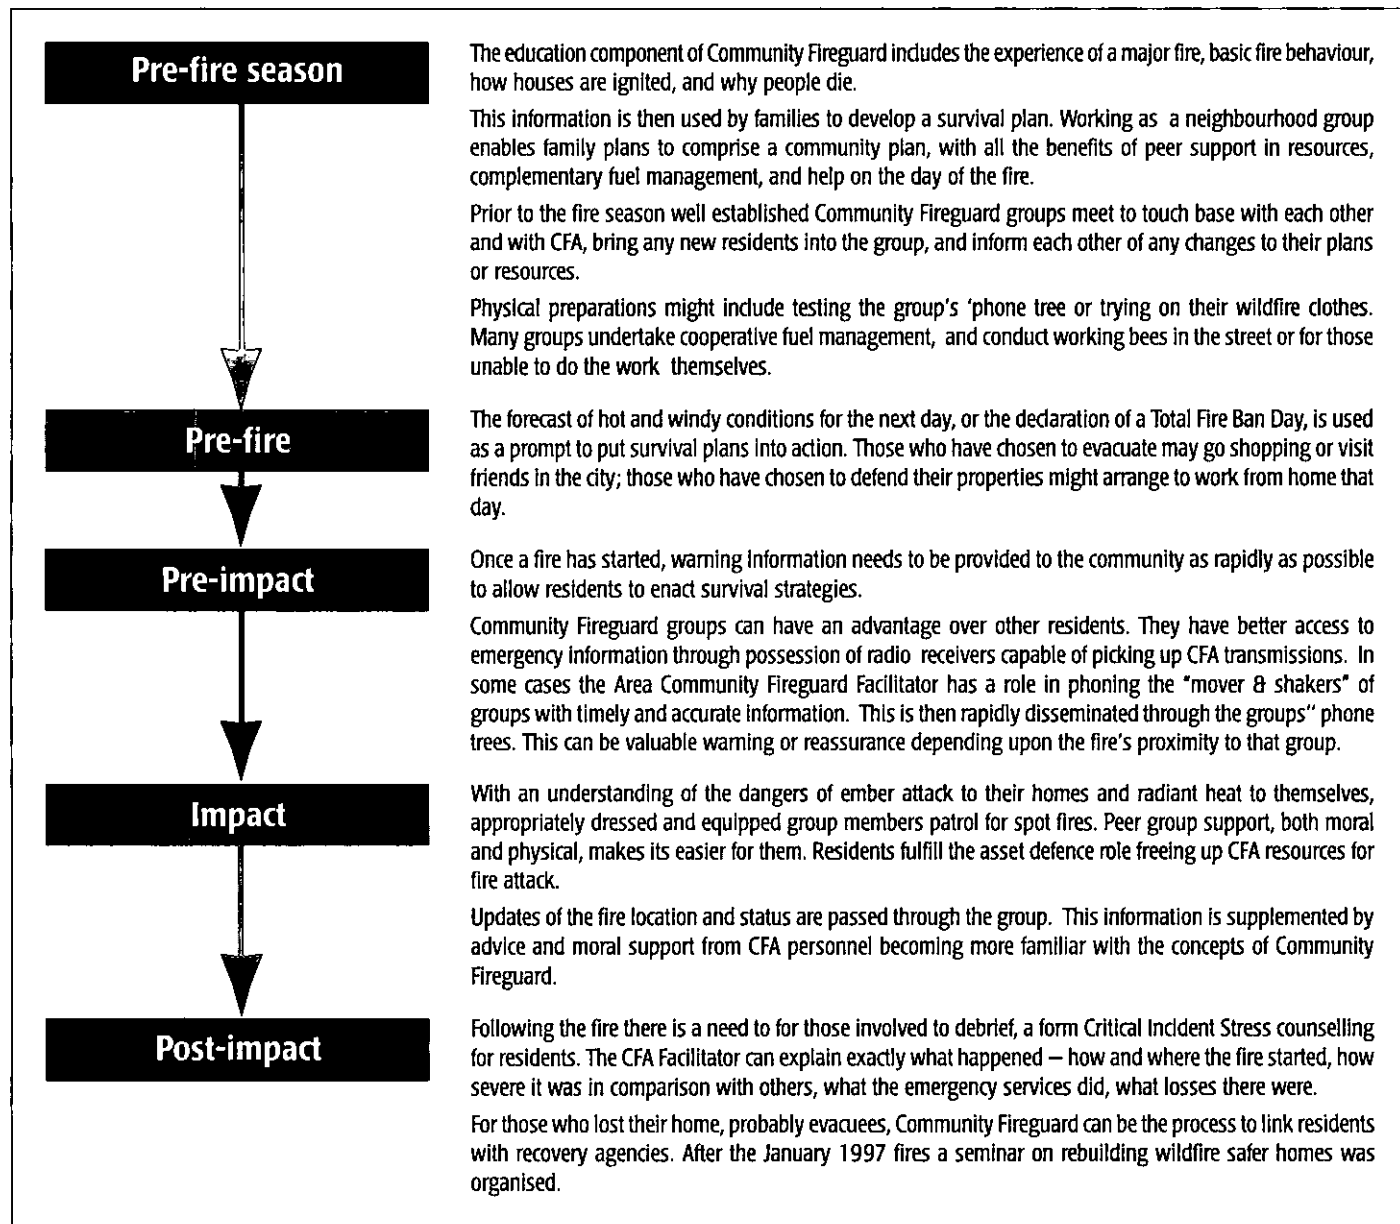 Pre-fire season
The education component of Community Fireguard includes the experience of a major fire, basic fire behaviour,
how houses are ignited, and why people die.
This information is then used by families to develop a survival plan. Working as a neighbourhood group
enables family plans to comprise a community plan, with all the benefits of peer support in resources,
complementary fuel management, and help on the day of the fire.
Prior to the fire season well established Community Fireguard groups meet to touch base with each other
and with CFA, bring any new residents into the group, and inform each other of any changes to their plans
or resources.
Physical preparations might include testing the group's 'phone tree or trying on their wildfire clothes.
Many groups undertake cooperative fuel management, and conduct working bees in the street or for those
unable to do the work themselves.
Pre-fire
The forecast of hot and windy conditions for the next day, or the declaration of a Total Fire Ban Day, is used
as a prompt to put survival plans into action. Those who have chosen to evacuate may go shopping or visit
friends in the city; those who have chosen to defend their properties might arrange to work from home that
day.
Pre-impact
Once a fire has started, warning information needs to be provided to the community as rapidly as possible
to allow residents to enact survival strategies.
Community Fireguard groups can have an advantage over other residents. They have better access to
emergency information through possession of radio receivers capable of picking up CFA transmissions. In
some cases the Area Community Fireguard Facilitator has a role in phoning the "mover & shakers" of
groups with timely and accurate information. This is then rapidly disseminated through the groups'' phone
trees. This can be valuable warning or reassurance depending upon the fire's proximity to that group.
Impact
With an understanding of the dangers of ember attack to their homes and radiant heat to themselves,
appropriately dressed and equipped group members patrol for spot fires. Peer group support, both moral
and physical, makes its easier for them. Residents fulfill the asset defence role freeing up CFA resources for
fire attack.
Updates of the fire location and status are passed through the group. This information is supplemented by
advice and moral support from CFA personnel becoming more familiar with the concepts of Community
Fireguard.
Post-impact
Following the fire there is a need to for those involved to debrief, a form Critical Incident Stress counselling
for residents. The CFA Facilitator can explain exactly what happened – how and where the fire started, how
severe it was in comparison with others, what the emergency services did, what losses there were.
For those who lost their home, probably evacuees, Community Fireguard can be the process to link residents
with recovery agencies. After the January 1997 fires a seminar on rebuilding wildfire safer homes was
organised.